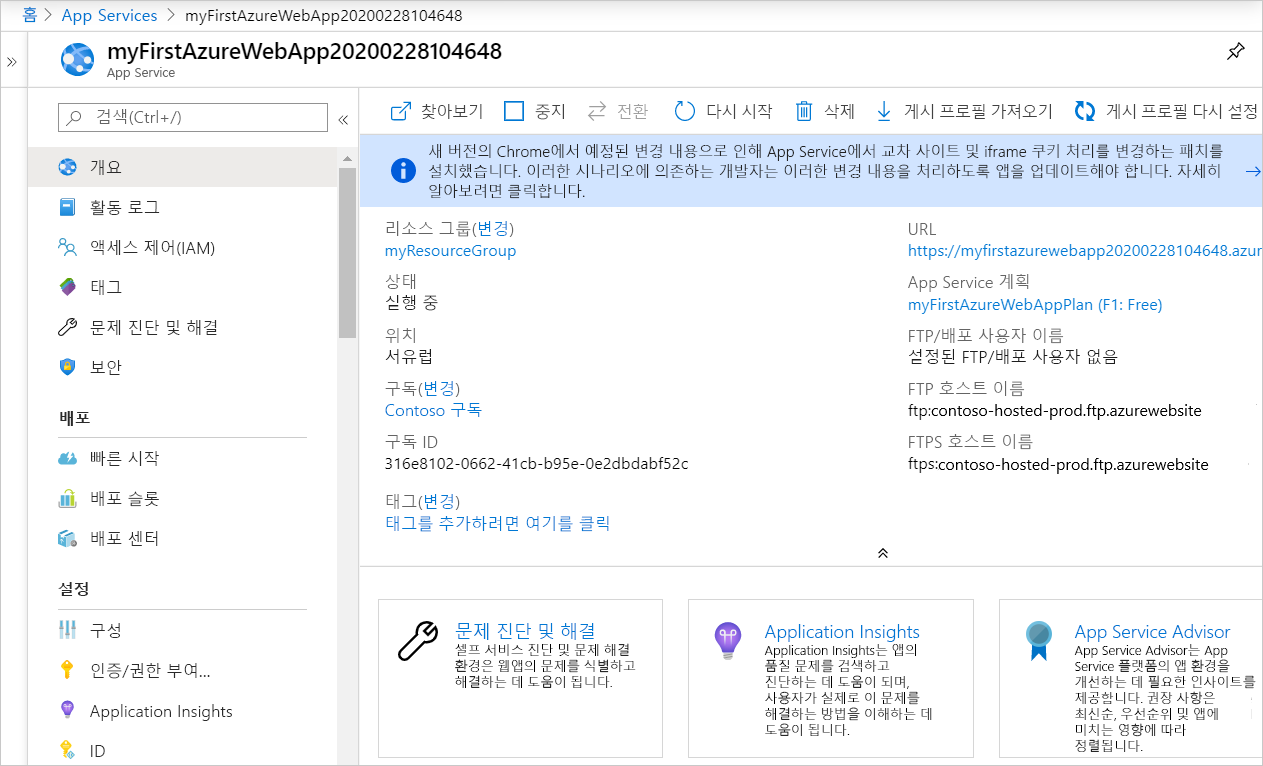 홈 > App Services > myFirstAzureWebApp20200228104648
myFirstAzureWebApp20200228104648
App Service
검색(Ctrl+/)
개요
활동 로그
액세스 제어(IAM)
태그
문제 진단 및 해결
보안
배포
빠른 시작
배포 슬롯
배포 센터
설정
구성
인증/권한 부여...
Application Insights
ID
찾아보기 중지 전환 다시 시작 삭제 게시 프로필 가져오기 게시 프로필 다시 설정
새 버전의 Chrome에서 예정된 변경 내용으로 인해 App Service에서 교차 사이트 및 iframe 쿠키 처리를 변경하는 패치를
설치했습니다. 이러한 시나리오에 의존하는 개발자는 이러한 변경 내용을 처리하도록 앱을 업데이트해야 합니다. 자세히
알아보려면 클릭합니다.
리소스 그룹(변경)
myResourceGroup
상태
실행 중
위치
서유럽
구독(변경)
Contoso 구독
구독 ID
316e8102-0662-41cb-b95e-0e2dbdabf52c
태그(변경)
태그를 추가하려면 여기를 클릭
URL
https://myfirstazurewebapp20200228104648.azur
App Service 계획
myFirstAzureWebAppPlan (F1: Free)
FTP/배포 사용자 이름
설정된 FTP/배포 사용자 없음
FTP 호스트 이름
ftp:contoso-hosted-prod.ftp.azurewebsite
FTPS 호스트 이름
ftps:contoso-hosted-prod.ftp.azurewebsite
문제 진단 및 해결
셀프 서비스 진단 및 문제 해결
환경은 웹앱의 문제를 식별하고
해결하는 데 도움이 됩니다.
Application Insights
Application Insights는 앱의
품질 문제를 검색하고
진단하는 데 도움이 되며,
사용자가 실제로 이 문제를
해결하는 방법을 이해하는 데
도움이 됩니다.
App Service Advisor
App Service Advisor는 App
Service 플랫폼의 앱 환경을
개선하는 데 필요한 인사이트를
제공합니다. 권장 사항은
최신순, 우선순위 및 앱에
미치는 영향에 따라
정렬됩니다.